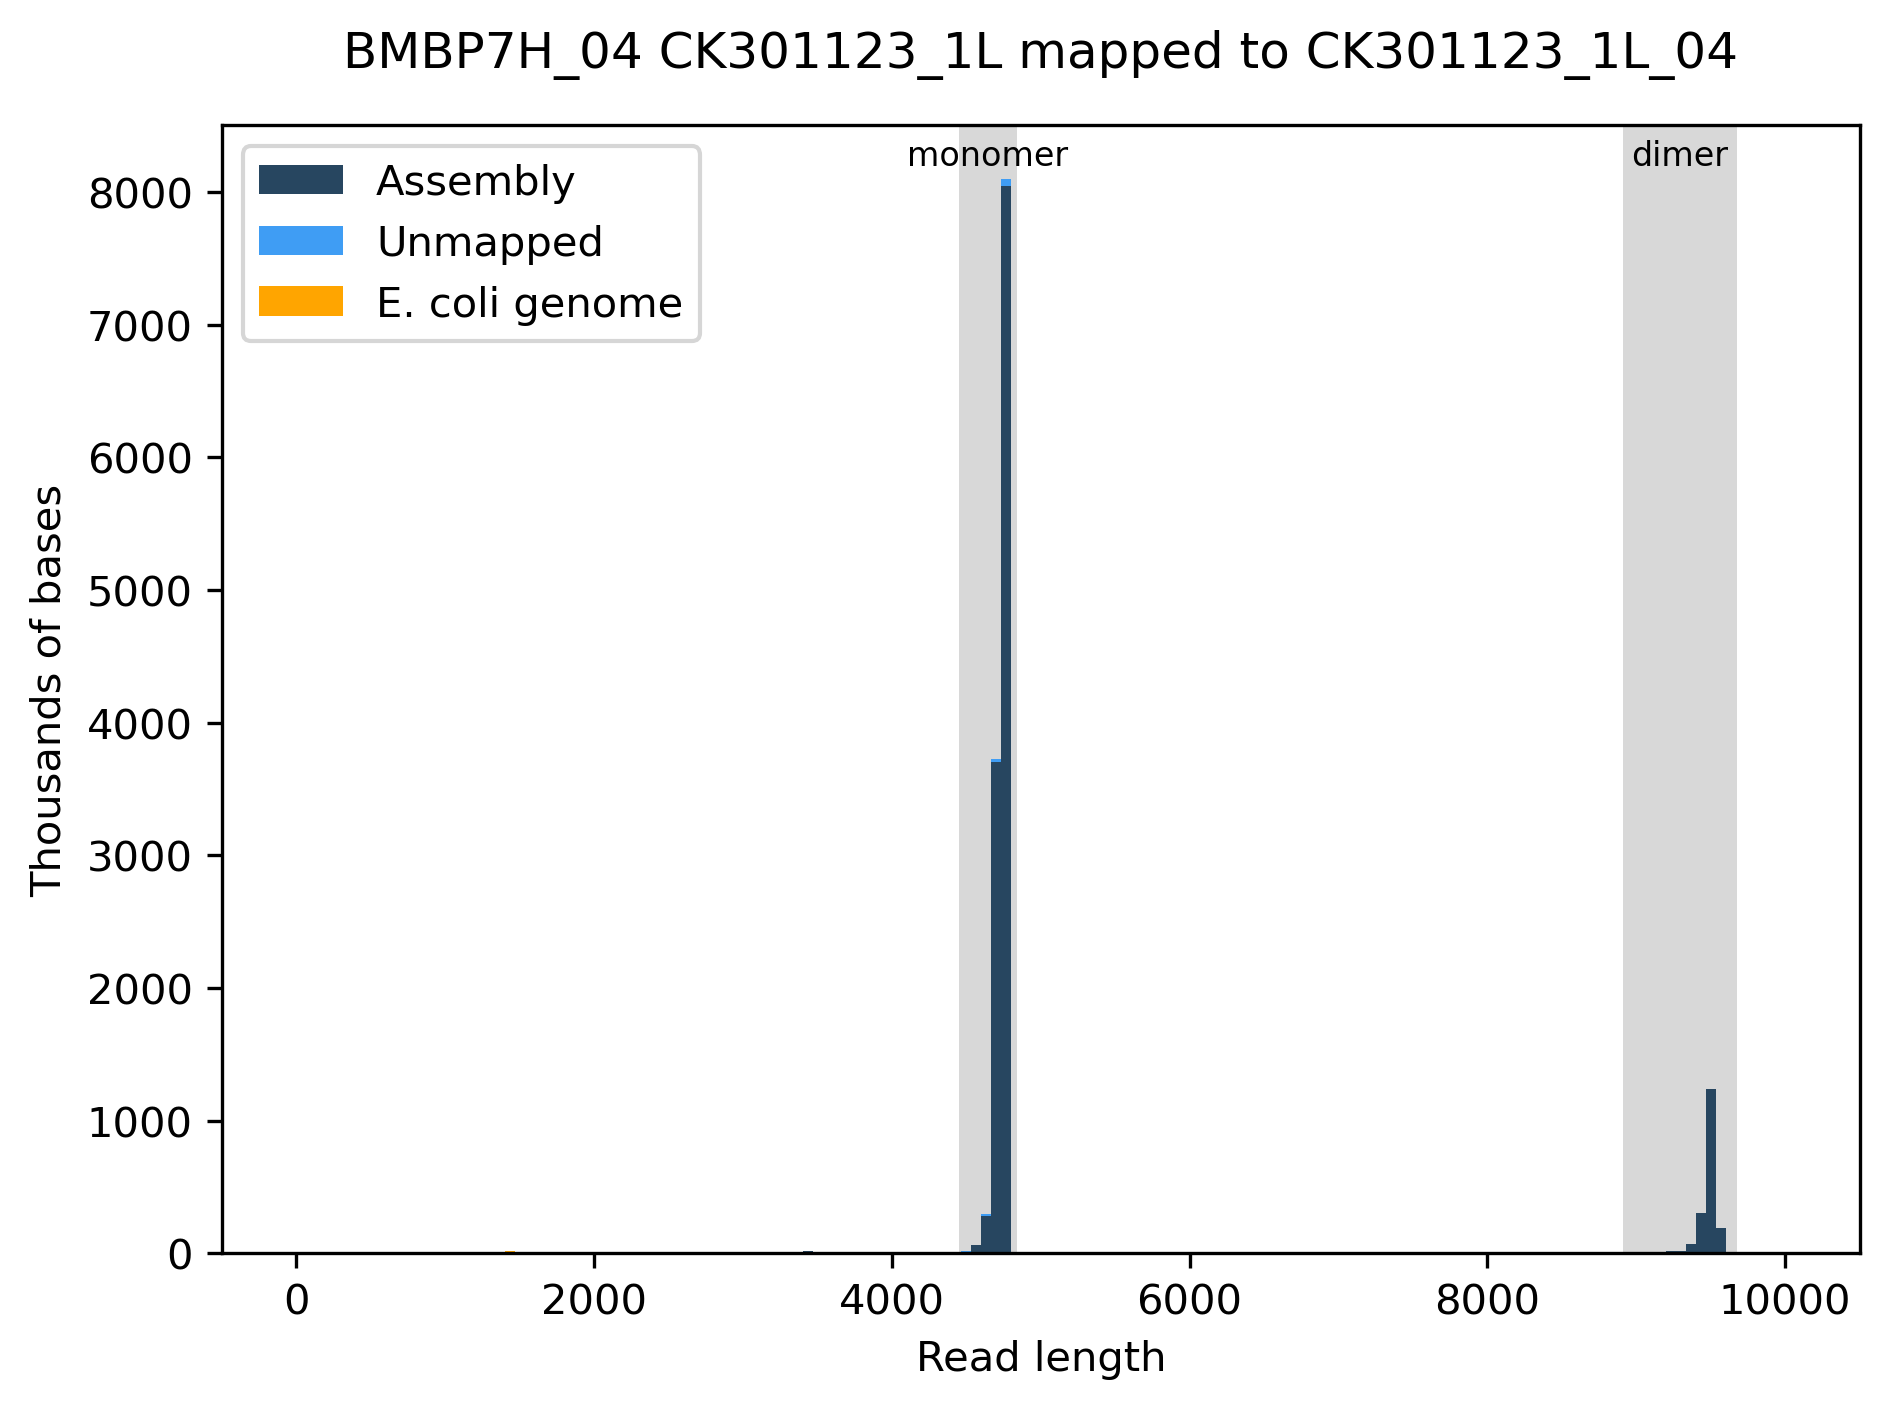 BMBP7H_04 CK301123_1L mapped to CK301123_1L_04
Assembly
Unmapped
E. coli genome
monomer
dimer
8000
7000
6000
5000
4000
3000
2000
1000
0
Thousands of bases
0 2000 4000 6000 8000 10000
Read length